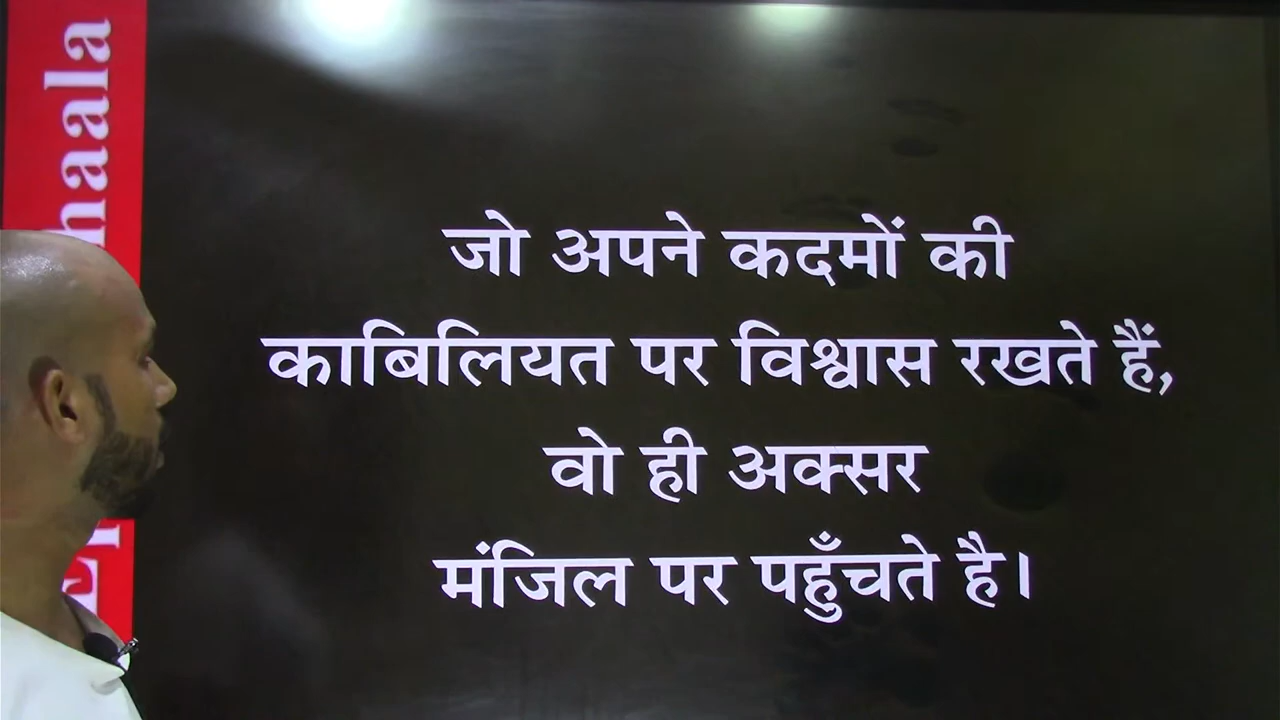 जो अपने कदमों की
काबिलियत पर विश्वास रखते हैं,
वो ही अक्सर
मंजिल पर पहुँचते है।